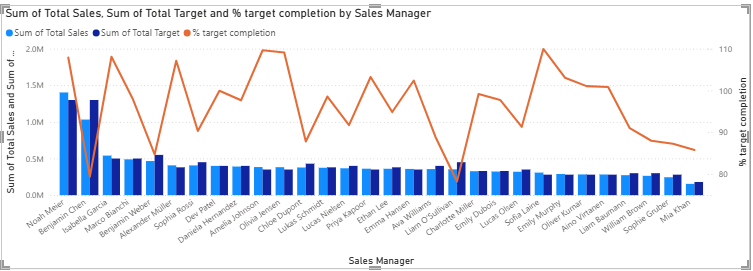 Sum of Total Sales, Sum of Total Target and % target completion by Sales Manager
Sum of Total Sales Sum of Total Target % target completion
Sum of Total Sales and Sum of ...
2.0M
1.5M
1.0M
0.5M
0.0M
110
100
90
80
% target completion
Noah Meier
Benjamin Chen
Isabella Garcia
Marco Bianchi
Benjamin Weber
Alexander Müller
Sophia Rossi
Dev Patel
Daniela Hernandez
Amelia Johnson
Olivia Jensen
Chloe Dupont
Lukas Schmidt
Lucas Nielsen
Priya Kapoor
Ethan Lee
Emma Hansen
Ava Williams
Liam O'Sullivan
Charlotte Miller
Emily Dubois
Lucas Olsen
Sofia Laine
Emily Murphy
Oliver Kumar
Aino Virtanen
Liam Baumann
William Brown
Sophie Gruber
Mia Khan
Sales Manager